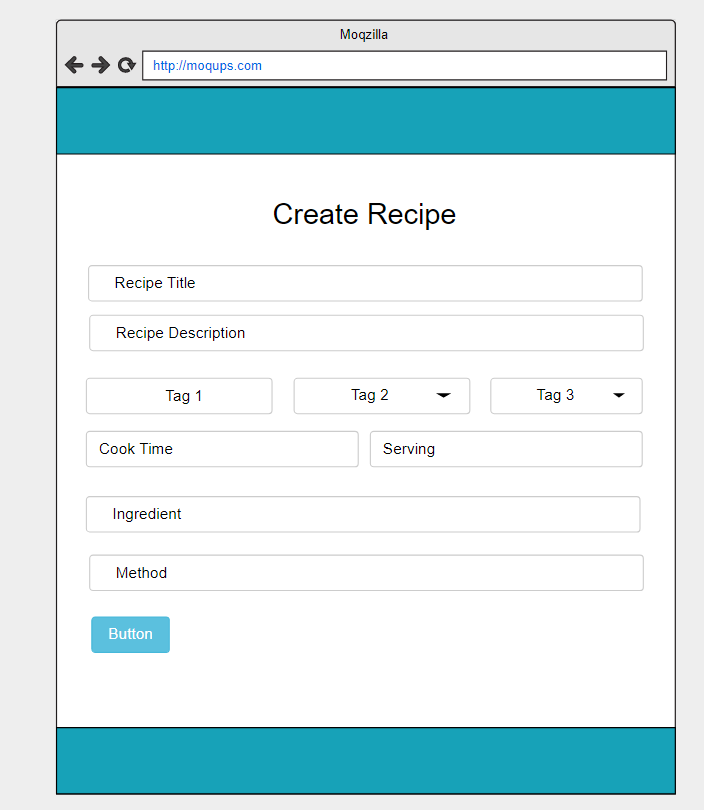 Moqzilla
http://moqups.com
Create Recipe
Recipe Title
Recipe Description
Tag 1 Tag 2 Tag 3
Cook Time Serving
Ingredient
Method
Button